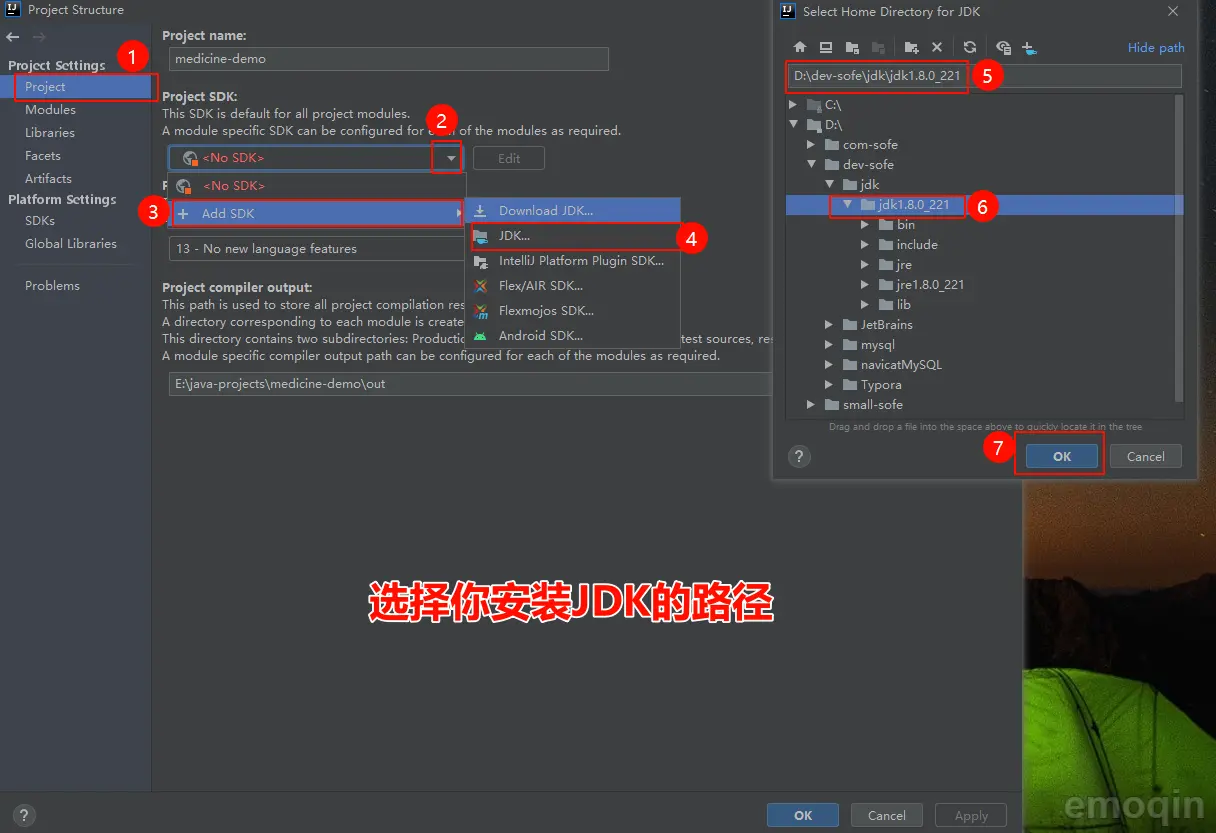 Project Structure
Project Settings
1
Project
Modules
Libraries
Facets
Artifacts
Platform Settings
SDKs
Global Libraries
Problems
Project name:
medicine-demo
Project SDK:
This SDK is default for all project modules.
A module specific SDK can be configured for each of the modules as required.
2
<No SDK>
Edit
<No SDK>
3
Add SDK
Download JDK...
JDK...
4
IntelliJ Platform Plugin SDK...
Flex/AIR SDK...
Flexmojos SDK...
Android SDK...
13 - No new language features
Project compiler output:
This path is used to store all project compilation res
A directory corresponding to each module is create
This directory contains two subdirectories: Productio test sources, res
A module specific compiler output path can be configured for each of the modules as required.
E:\java-projects\medicine-demo\out
Select Home Directory for JDK
Hide path
D:\dev-sofe\jdk\jdk1.8.0_221
5
C:\
D:\
com-sofe
dev-sofe
jdk
jdk1.8.0_221
6
bin
include
jre
jre1.8.0_221
lib
JetBrains
mysql
navicatMySQL
Typora
small-sofe
Drag and drop a file into the space above to quickly locate it in the tree
7
?
OK
Cancel
选择你安装JDK的路径
?
OK
Cancel
Apply
emoqin